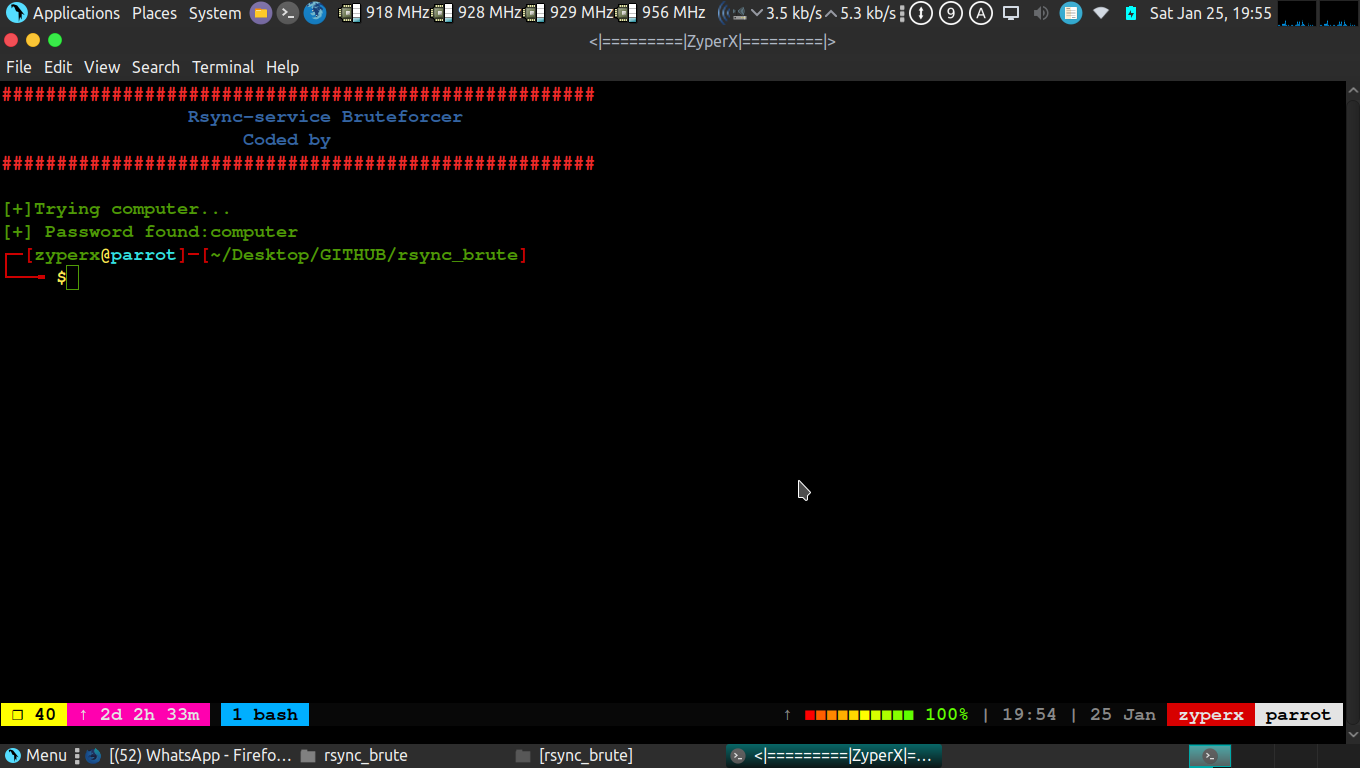 Applications Places System 918 MHz 928 MHz 929 MHz 956 MHz 3.5 kb/s 5.3 kb/s 9 A Sat Jan 25, 19:55
<|=========|ZyperX|=========|>
File Edit View Search Terminal Help
######################################################
Rsync-service Bruteforcer
Coded by
######################################################
[+]Trying computer...
[+] Password found:computer
┌─[zyperx@parrot]─[~/Desktop/GITHUB/rsync_brute]
└──╼ $
❐ 40 ↑ 2d 2h 33m 1 bash ↑ 100% | 19:54 | 25 Jan zyperx parrot
Menu [(52) WhatsApp - Firefo... rsync_brute [rsync_brute] <|=========|ZyperX|=...